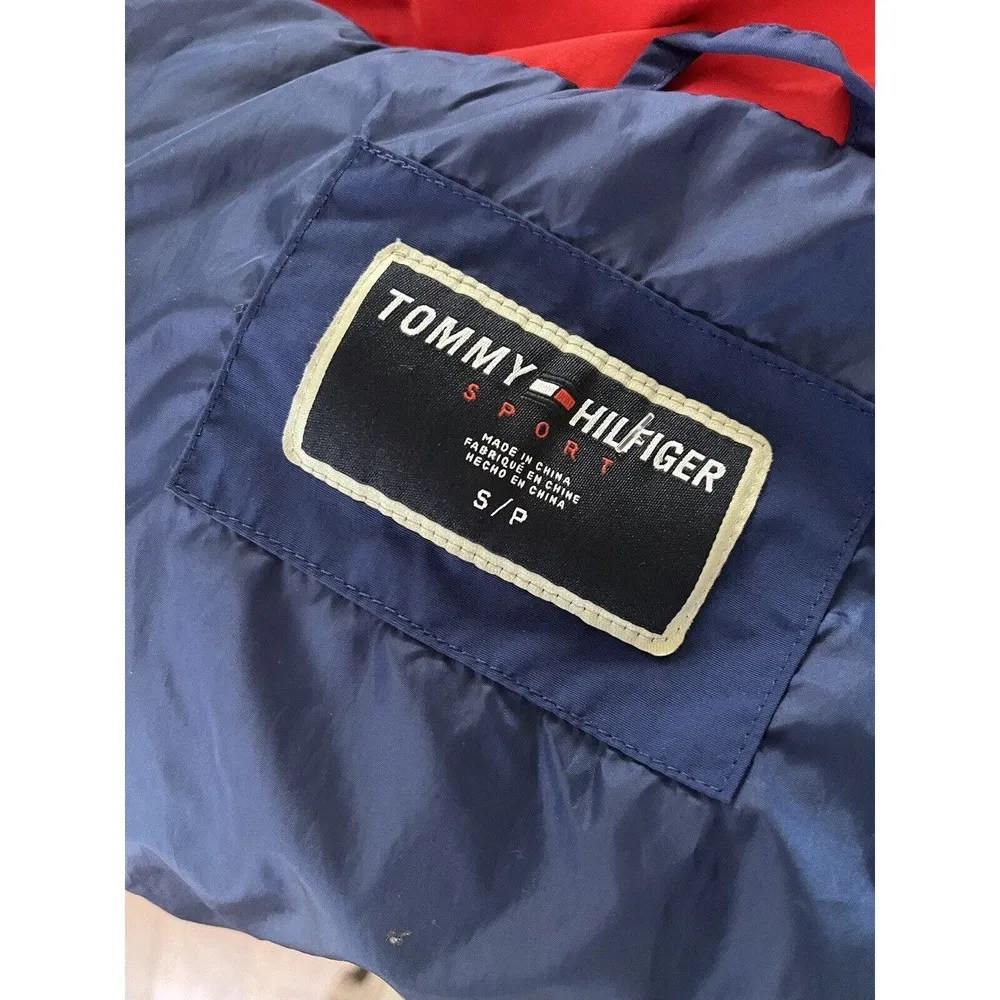 TOMMY HILFIGER
SPORT
MADE IN CHINA
FABRIQUÉ EN CHINE
HECHO EN CHINA
S/P